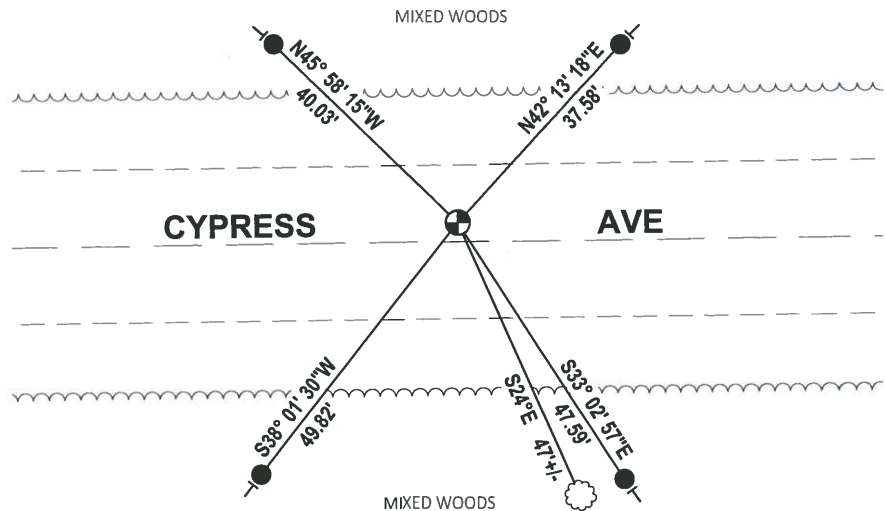 MIXED WOODS
N45° 58' 15"W
40.03'
N42° 13' 18"E
37.58'
CYPRESS AVE
S38° 01' 30"W
49.82'
S24°E 47'+/-
S33° 02' 57"E
47.59'
MIXED WOODS